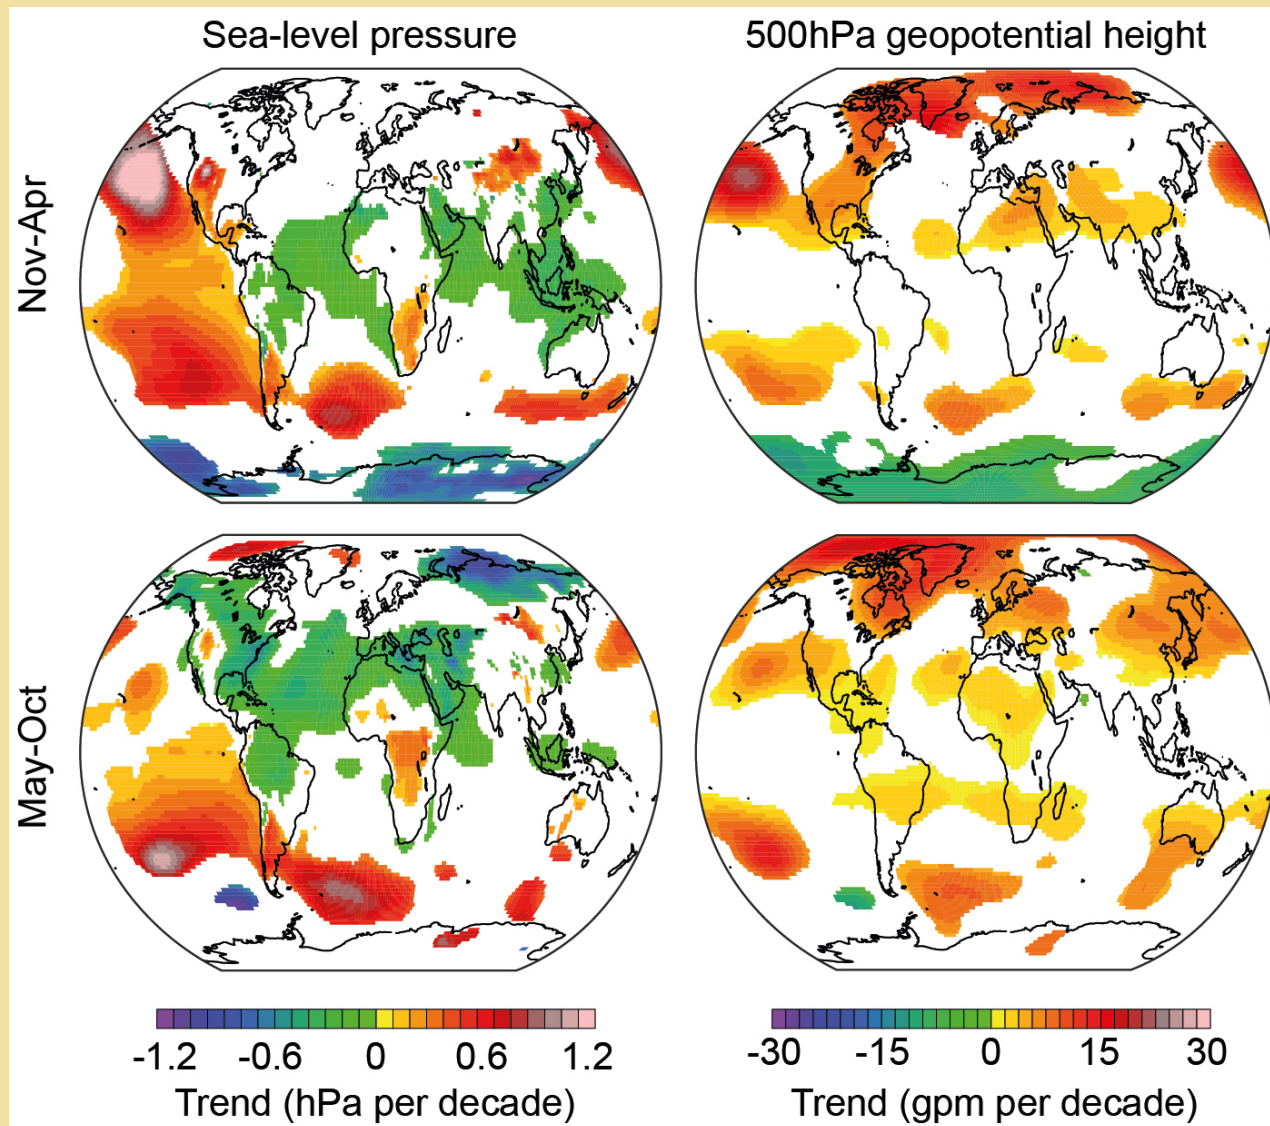 Sea-level pressure
500hPa geopotential height
Nov-Apr
May-Oct
-1.2 -0.6 0 0.6 1.2
Trend (hPa per decade)
-30 -15 0 15 30
Trend (gpm per decade)